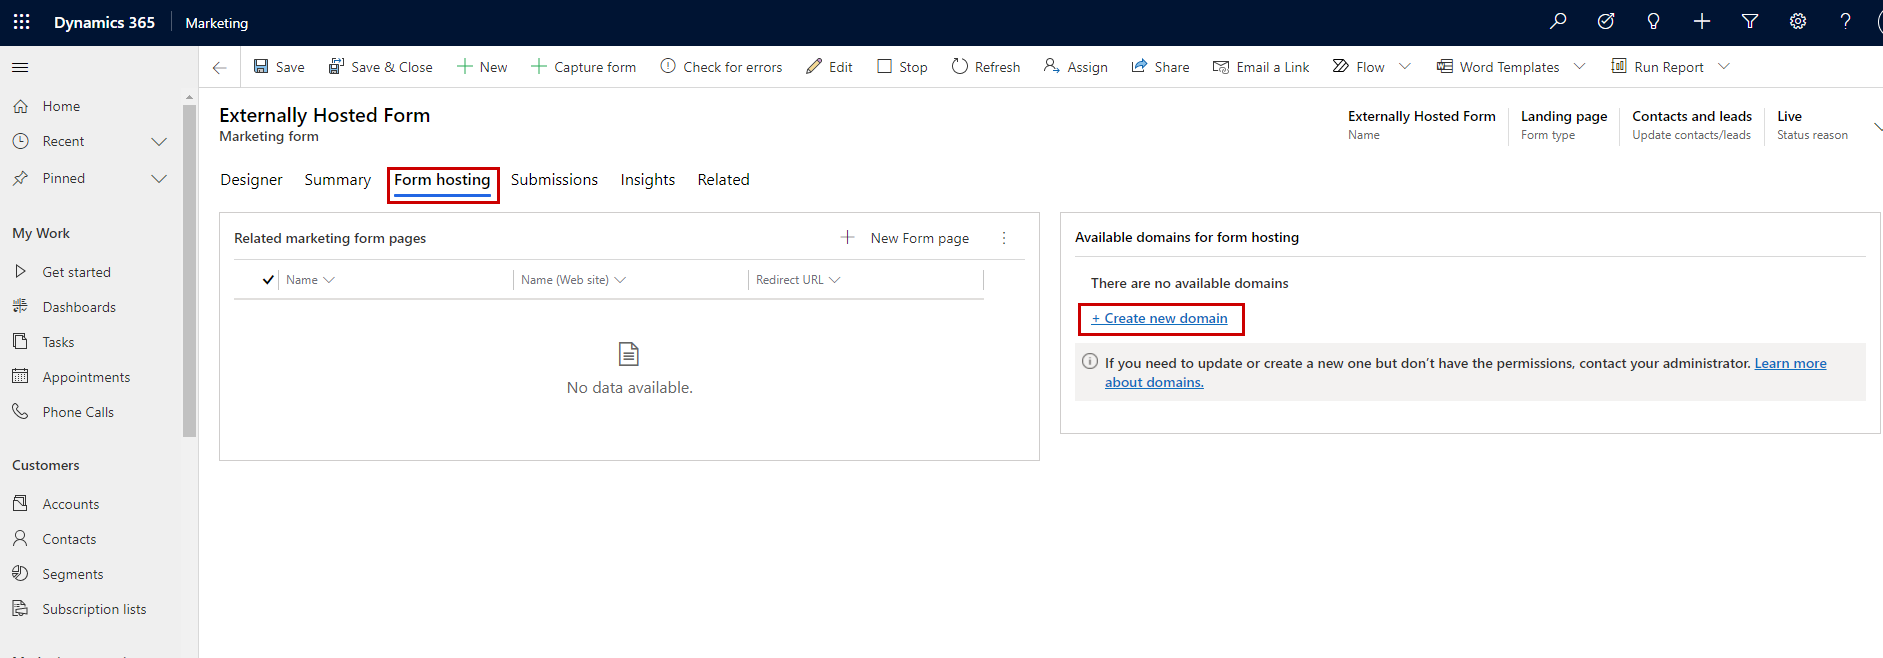 Dynamics 365 Marketing
Save Save & Close New Capture form Check for errors Edit Stop Refresh Assign Share Email a Link Flow Word Templates Run Report
Home
Recent
Pinned
My Work
Get started
Dashboards
Tasks
Appointments
Phone Calls
Customers
Accounts
Contacts
Segments
Subscription lists
Externally Hosted Form
Marketing form
Externally Hosted Form Landing page Contacts and leads Live
Name Form type Update contacts/leads Status reason
Designer Summary Form hosting Submissions Insights Related
Related marketing form pages + New Form page
Name Name (Web site) Redirect URL
No data available.
Available domains for form hosting
There are no available domains
+ Create new domain
If you need to update or create a new one but don't have the permissions, contact your administrator. Learn more
about domains.